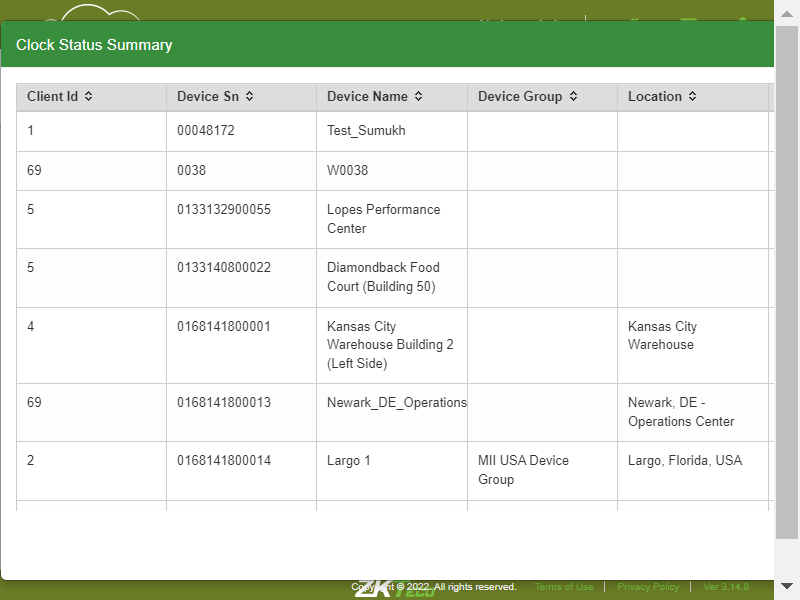 Clock Status Summary
Client Id Device Sn Device Name Device Group Location
1 00048172 Test_Sumukh
69 0038 W0038
5 0133132900055 Lopes Performance
Center
5 0133140800022 Diamondback Food
Court (Building 50)
4 0168141800001 Kansas City Kansas City
Warehouse Building 2 Warehouse
(Left Side)
69 0168141800013 Newark_DE_Operations Newark, DE -
Operations Center
2 0168141800014 Largo 1 MII USA Device Largo, Florida, USA
Group
Copyright © 2022. All rights reserved. Terms of Use Privacy Policy Ver 3.14.8
ZKTeco